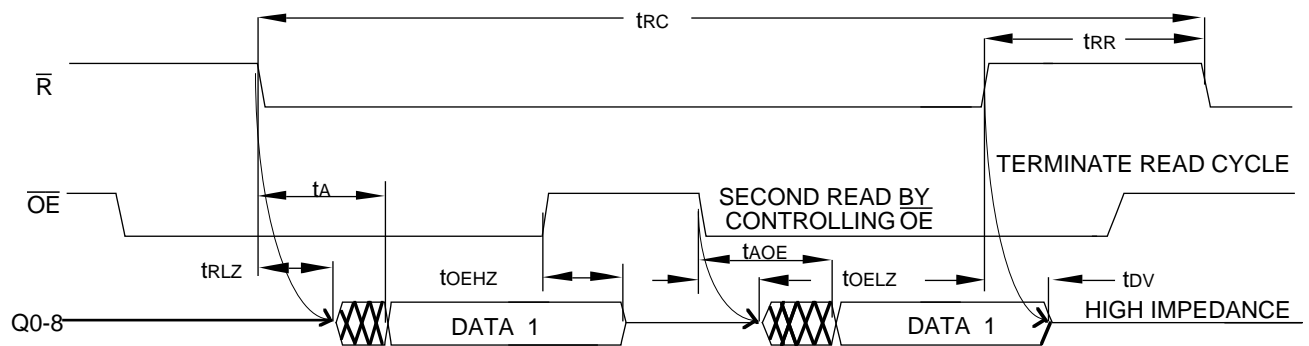 tRC
tRR
R
TERMINATE READ CYCLE
OE
tA
SECOND READ BY
CONTROLLING OE
tAOE
tRLZ
tOEHZ
tOELZ
tDV
Q0-8
DATA 1
DATA 1
HIGH IMPEDANCE